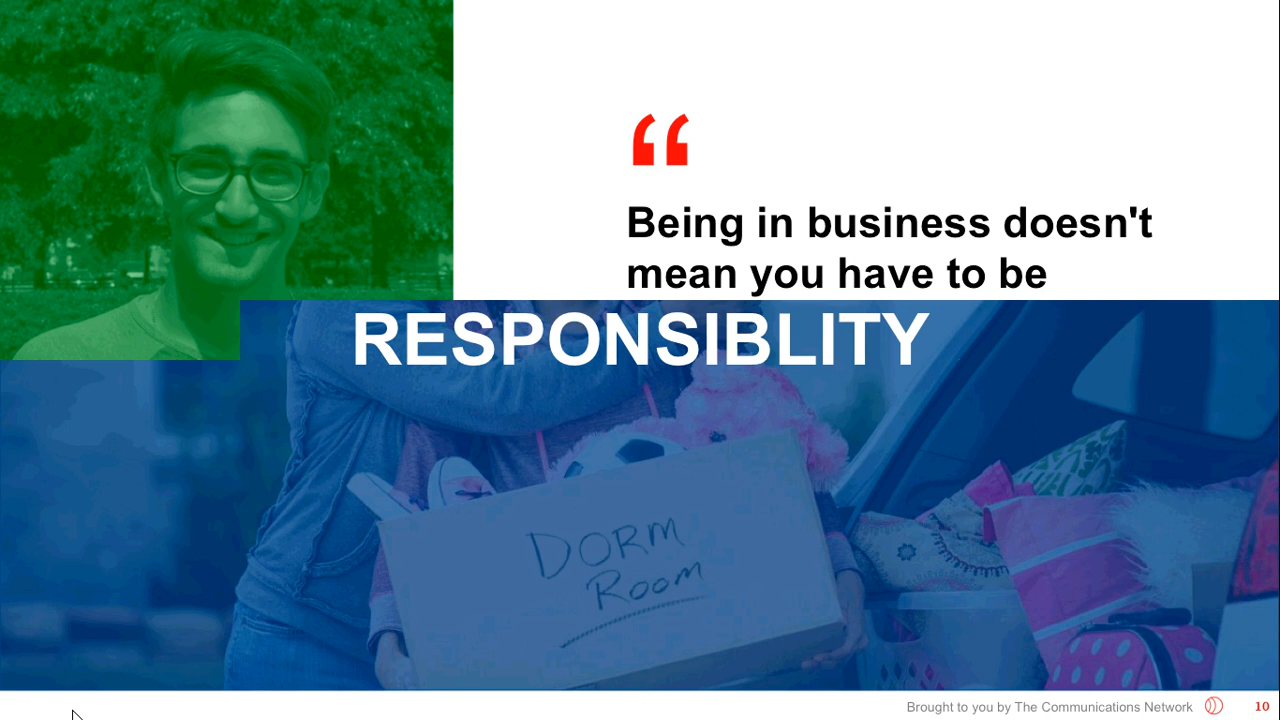 “
Being in business doesn't
mean you have to be
RESPONSIBLITY
DORM
ROOM
Brought to you by The Communications Network
10